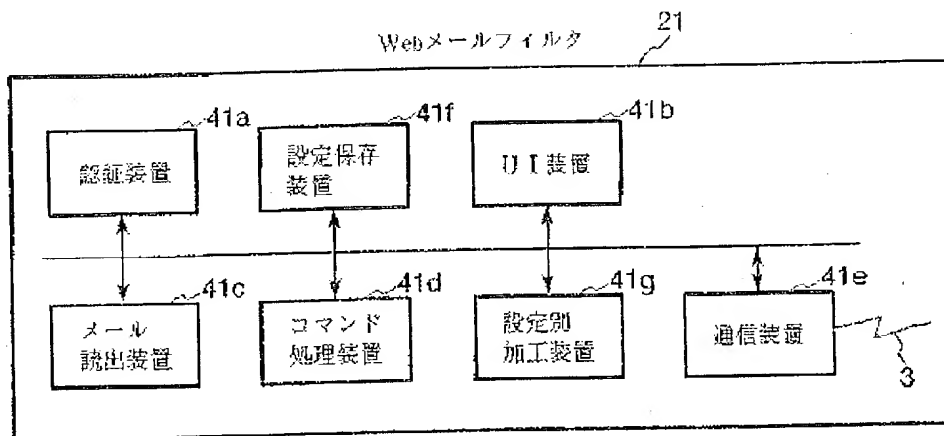 Webメールフィルタ
21
41a
41f
41b
認証装置
設定保存
装置
UI装置
41c
41d
41g
41e
メール
読出装置
コマンド
処理装置
設定別
加工装置
通信装置
3